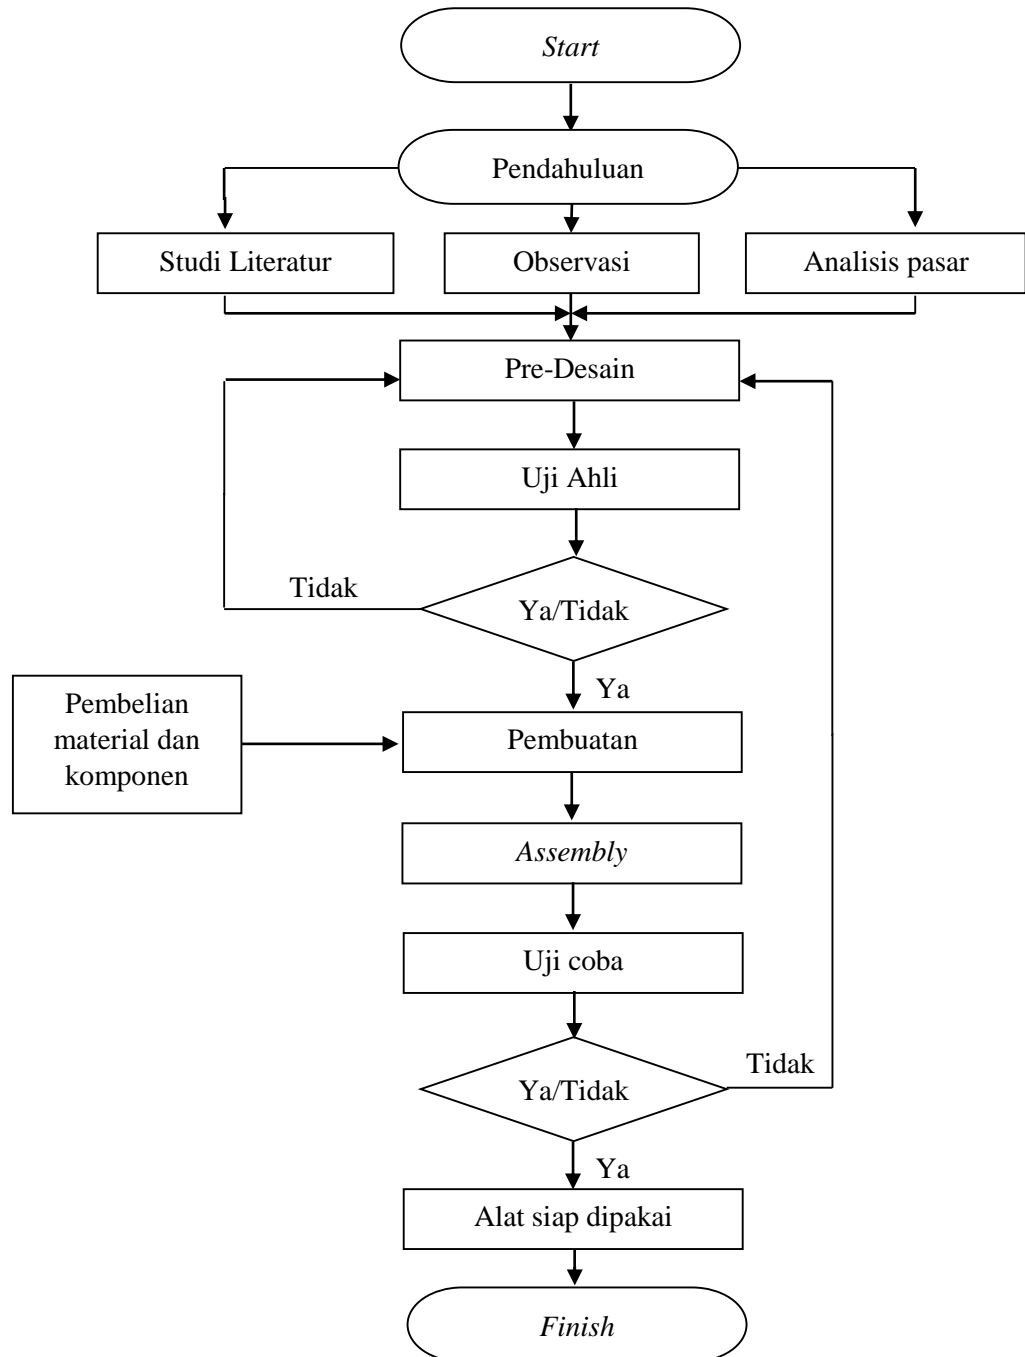 Start
Pendahuluan
Studi Literatur
Observasi
Analisis pasar
Pre-Desain
Uji Ahli
Tidak
Ya/Tidak
Ya
Pembelian
material dan
komponen
Pembuatan
Assembly
Uji coba
Tidak
Ya/Tidak
Ya
Alat siap dipakai
Finish